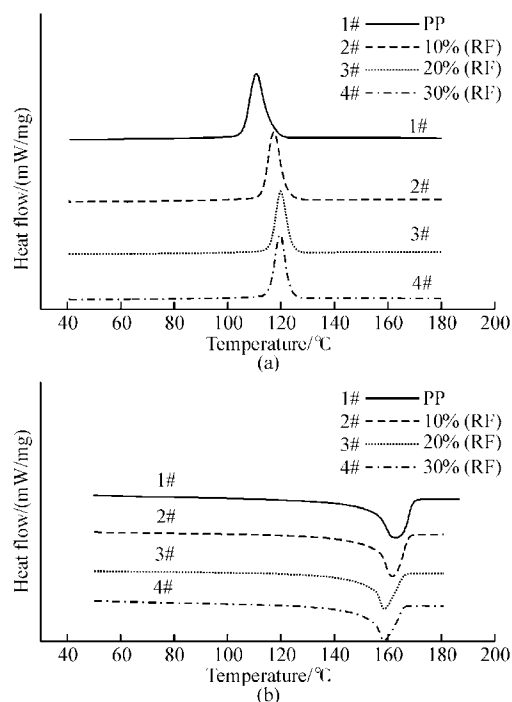 1# PP
2# 10% (RF)
3# 20% (RF)
4# 30% (RF)
1#
2#
3#
4#
Heat flow/(mW/mg)
40 60 80 100 120 140 160 180 200
Temperature/℃
(a)
1# PP
2# 10% (RF)
3# 20% (RF)
4# 30% (RF)
1#
2#
3#
4#
Heat flow/(mW/mg)
40 60 80 100 120 140 160 180 200
Temperature/℃
(b)